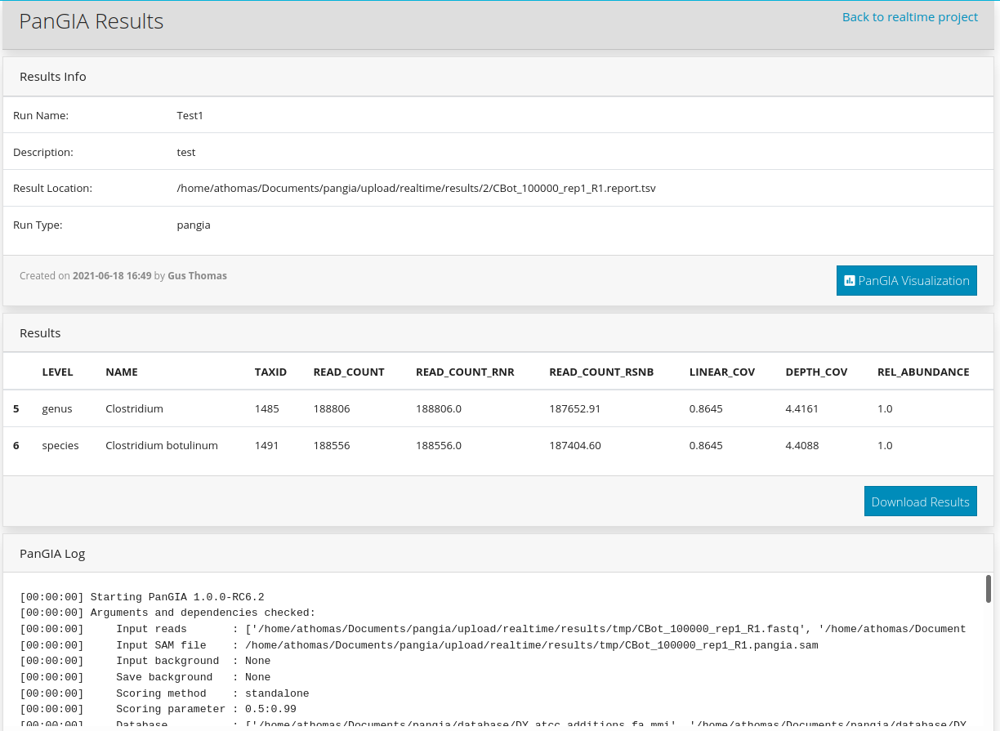 PanGIA Results
Back to realtime project
Results Info
Run Name: Test1
Description: test
Result Location: /home/athomas/Documents/pangia/upload/realtime/results/2/CBot_100000_rep1_R1.report.tsv
Run Type: pangia
Created on 2021-06-18 16:49 by Gus Thomas
PanGIA Visualization
Results
LEVEL NAME TAXID READ_COUNT READ_COUNT_RNR READ_COUNT_RSNB LINEAR_COV DEPTH_COV REL_ABUNDANCE
5 genus Clostridium 1485 188806 188806.0 187652.91 0.8645 4.4161 1.0
6 species Clostridium botulinum 1491 188556 188556.0 187404.60 0.8645 4.4088 1.0
Download Results
PanGIA Log
[00:00:00] Starting PanGIA 1.0.0-RC6.2
[00:00:00] Arguments and dependencies checked:
[00:00:00]     Input reads       : ['/home/athomas/Documents/pangia/upload/realtime/results/tmp/CBot_100000_rep1_R1.fastq', '/home/athomas/Document
[00:00:00]     Input SAM file    : /home/athomas/Documents/pangia/upload/realtime/results/tmp/CBot_100000_rep1_R1.pangia.sam
[00:00:00]     Input background  : None
[00:00:00]     Save background   : None
[00:00:00]     Scoring method    : standalone
[00:00:00]     Scoring parameter : 0.5:0.99
[00:00:00]     Database          : ['/home/athomas/Documents/pangia/database/DY_atcc_additions.fa.mmi', '/home/athomas/Documents/pangia/database/DY